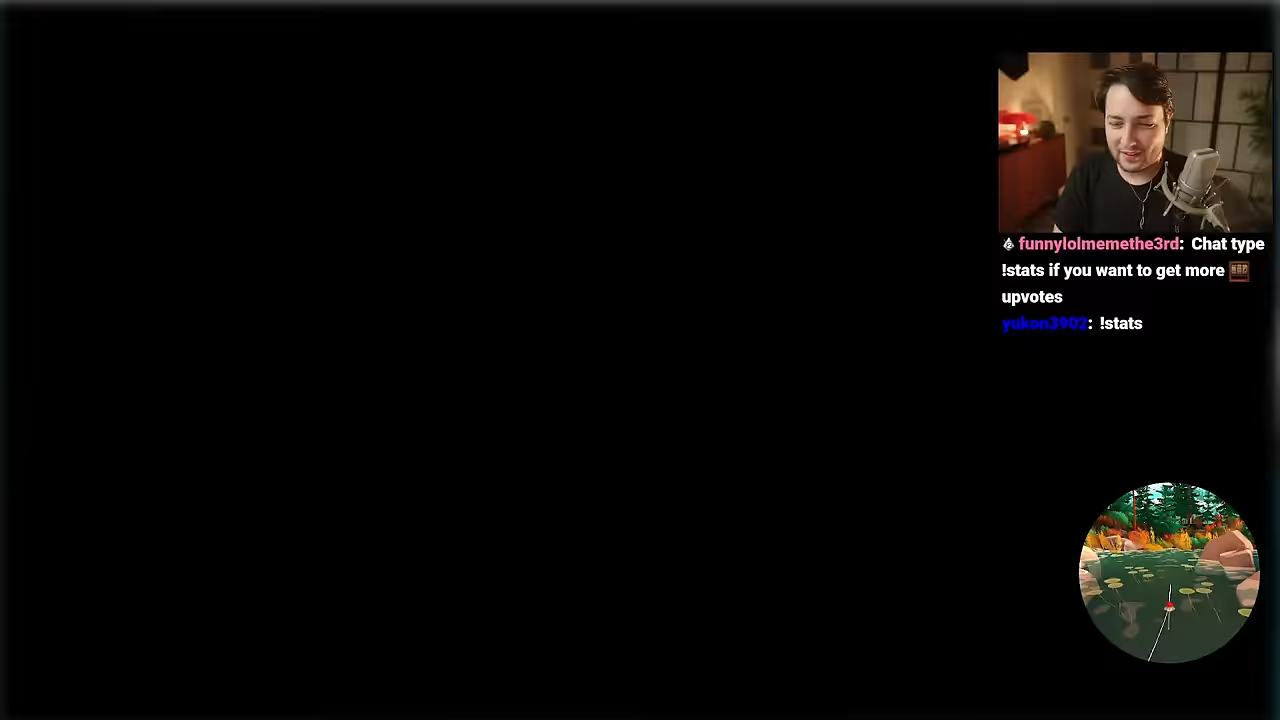 funnylolmemethe3rd: Chat type
!stats if you want to get more
upvotes
yukon3902: !stats